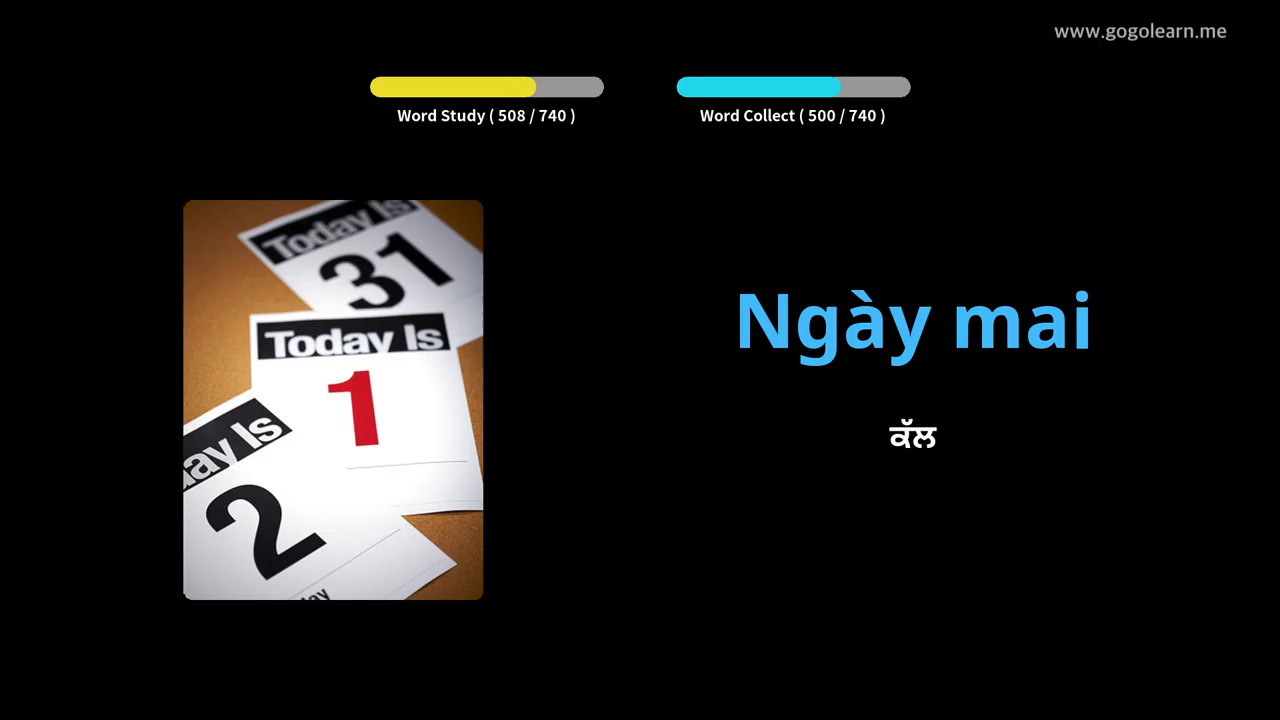 www.gogolearn.me
Word Study ( 508 / 740 )
Word Collect ( 500 / 740 )
Today Is
31
Today Is
1
ay Is
2
Ngày mai
ਕੱਲ